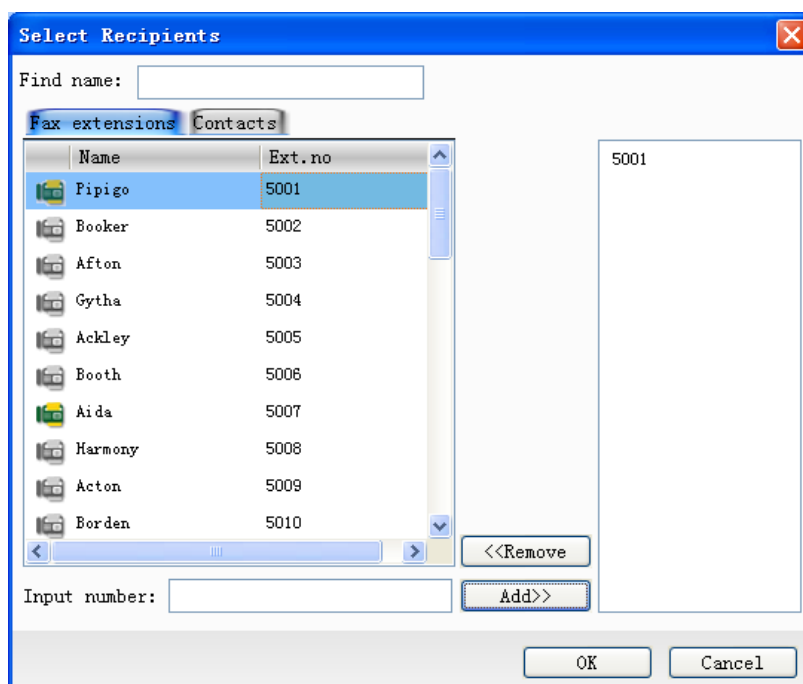 Select Recipients
Find name:
Fax extensions Contacts
Name Ext.no
Pipigo 5001
Booker 5002
Afton 5003
Gytha 5004
Ackley 5005
Booth 5006
Aida 5007
Harmony 5008
Acton 5009
Borden 5010
5001
<<Remove
Input number:
Add>>
OK Cancel